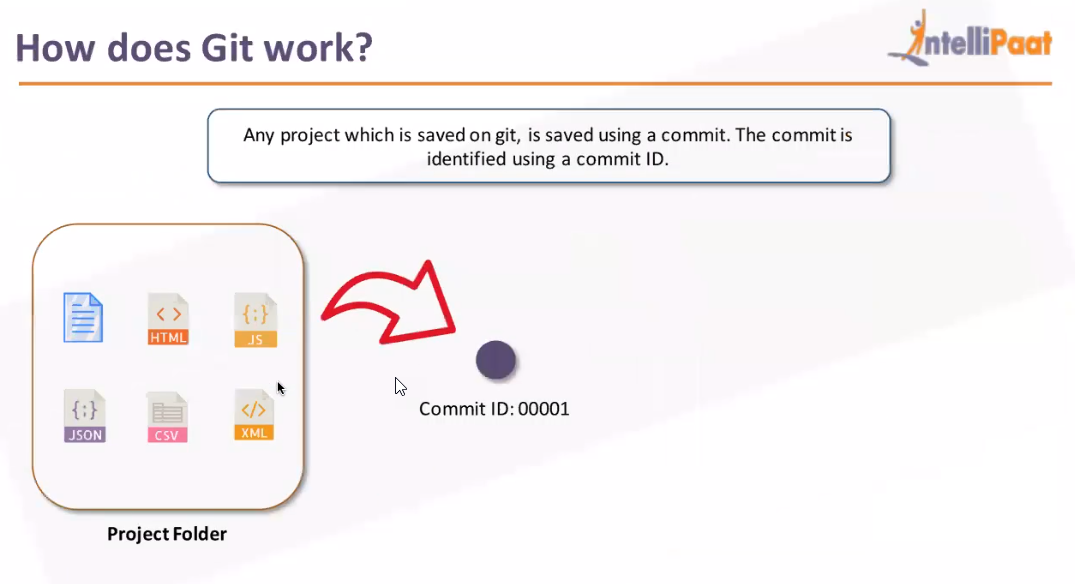 How does Git work?
IntelliPaat
Any project which is saved on git, is saved using a commit. The commit is
identified using a commit ID.
< > {;}
HTML JS
{;} </>
JSON CSV XML
Commit ID: 00001
Project Folder